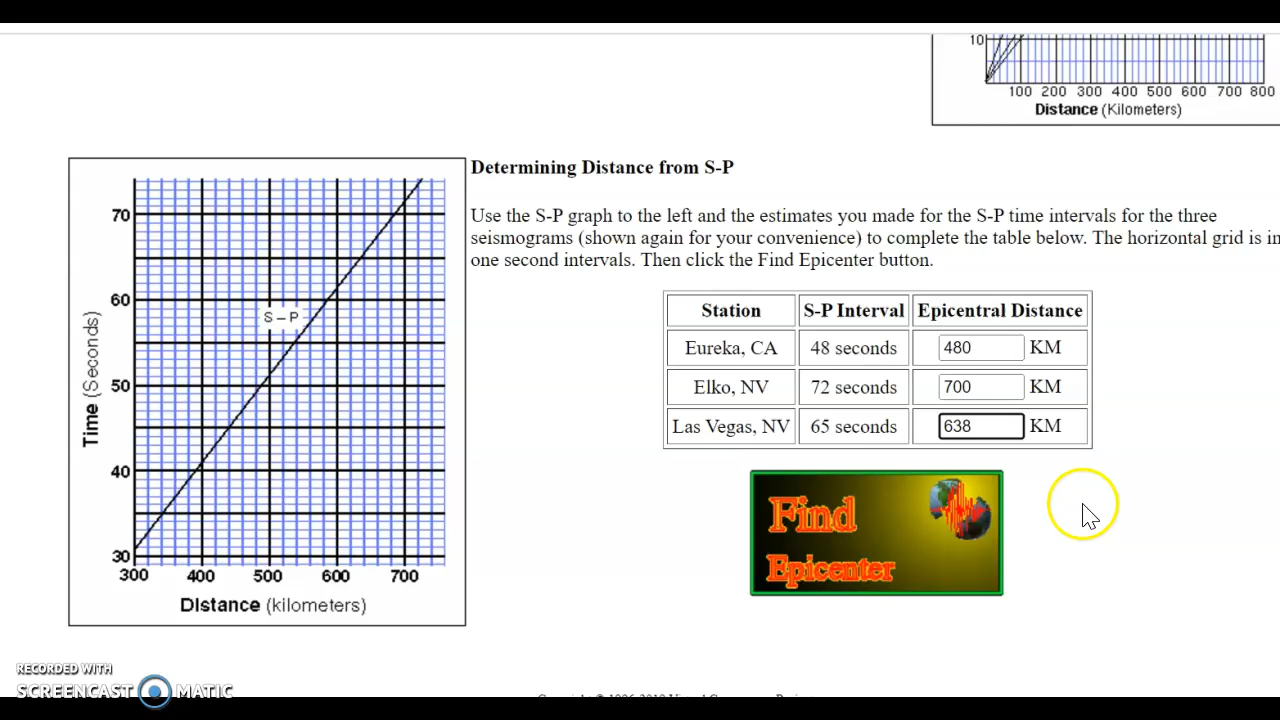 10
100 200 300 400 500 600 700 800
Distance (Kilometers)
Determining Distance from S-P
Use the S-P graph to the left and the estimates you made for the S-P time intervals for the three
seismograms (shown again for your convenience) to complete the table below. The horizontal grid is in
one second intervals. Then click the Find Epicenter button.
70
60
50
40
30
S – P
Time (Seconds)
300 400 500 600 700
Distance (kilometers)
Station S-P Interval Epicentral Distance
Eureka, CA 48 seconds 480 KM
Elko, NV 72 seconds 700 KM
Las Vegas, NV 65 seconds 638 KM
Find
Epicenter
RECORDED WITH
SCREENCAST MATIC